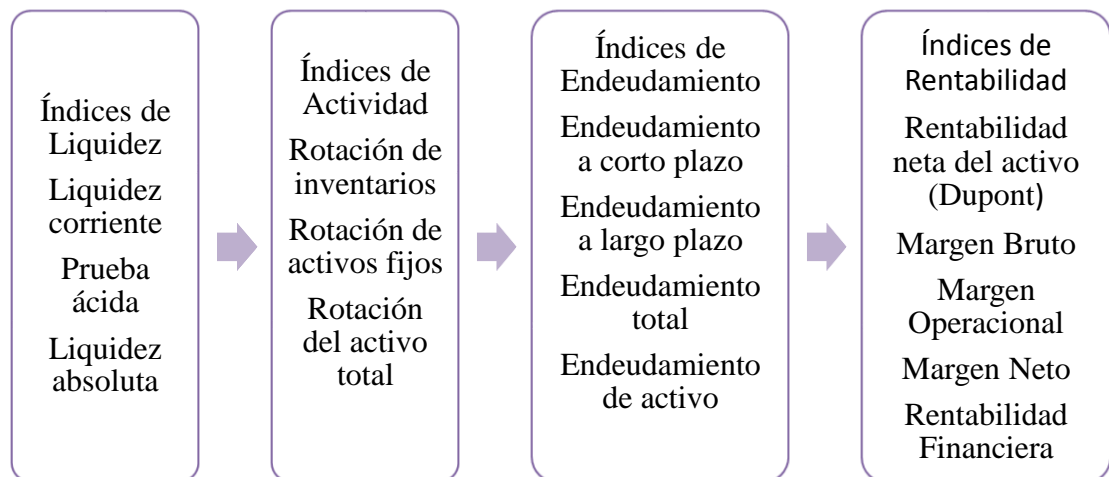 Índices de
Liquidez
Liquidez
corriente
Prueba
ácida
Liquidez
absoluta
Índices de
Actividad
Rotación de
inventarios
Rotación de
activos fijos
Rotación
del activo
total
Índices de
Endeudamiento
Endeudamiento
a corto plazo
Endeudamiento
a largo plazo
Endeudamiento
total
Endeudamiento
de activo
Índices de
Rentabilidad
Rentabilidad
neta del activo
(Dupont)
Margen Bruto
Margen
Operacional
Margen Neto
Rentabilidad
Financiera